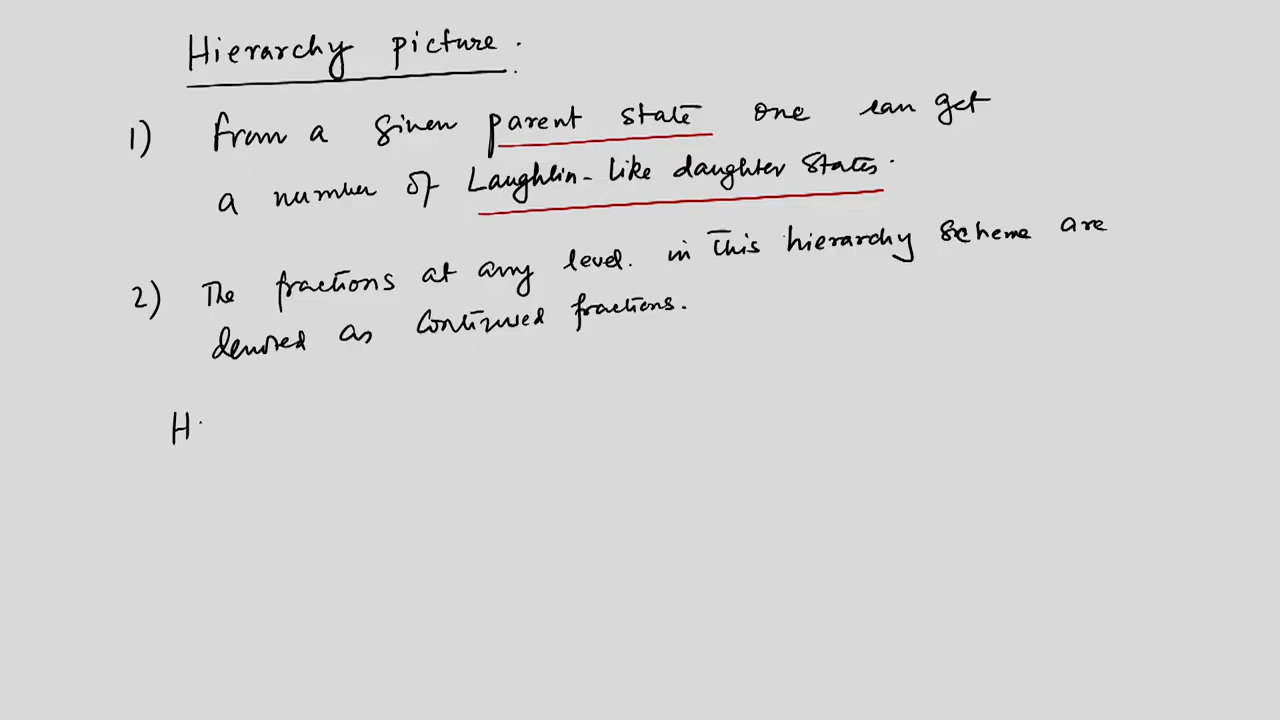 Hierarchy picture.
1) From a given parent state one can get
a number of Laughlin-like daughter states.
2) The fractions at any level. in this hierarchy scheme are
denoted as continued fractions.
H.